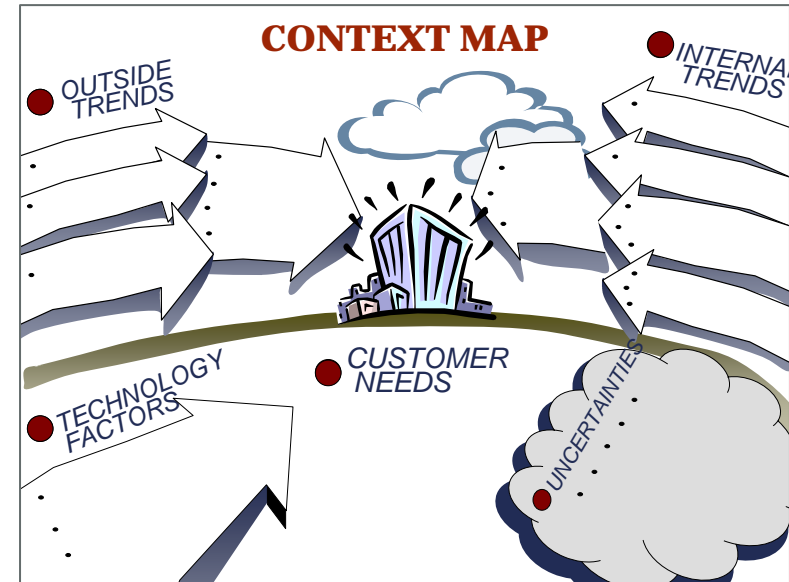 CONTEXT MAP
OUTSIDE
TRENDS
INTERNA
TRENDS
CUSTOMER
NEEDS
TECHNOLOGY
FACTORS
UNCERTAINTIES